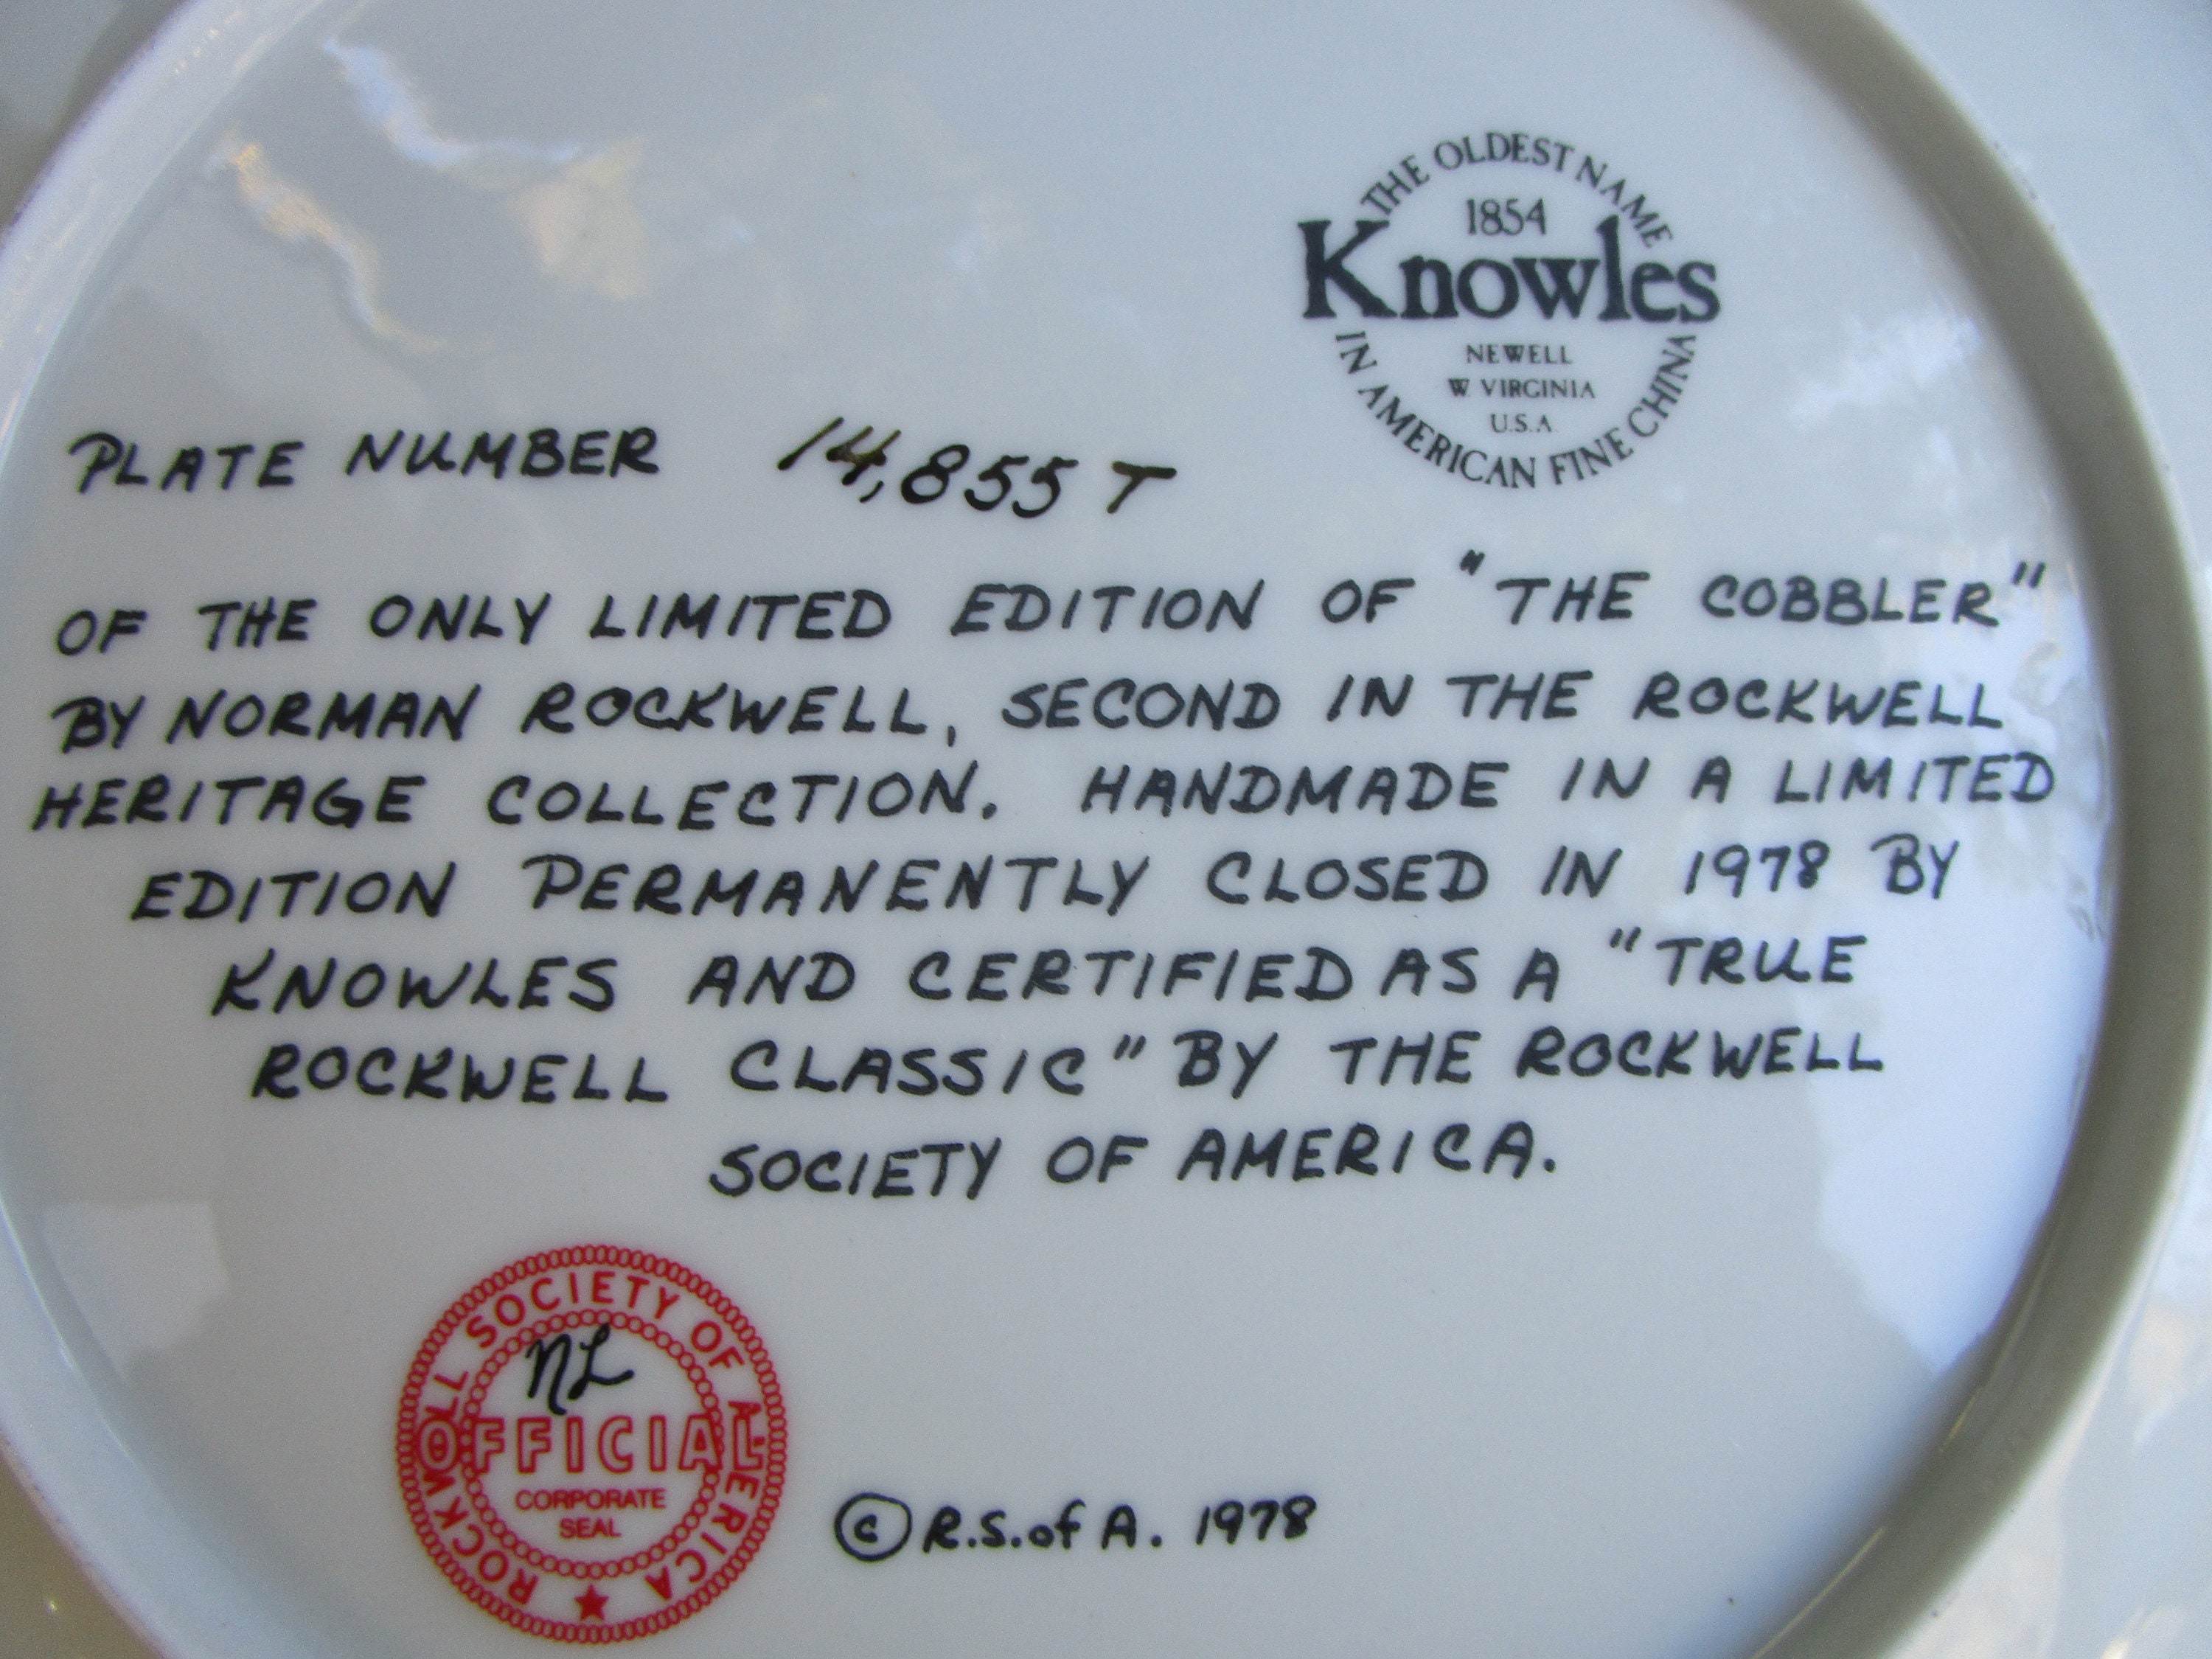 THE OLDEST NAME
1854
Knowles
NEWELL
W. VIRGINIA
U.S.A.
IN AMERICAN FINE CHINA
PLATE NUMBER 14,855 T
OF THE ONLY LIMITED EDITION OF "THE COBBLER"
BY NORMAN ROCKWELL, SECOND IN THE ROCKWELL
HERITAGE COLLECTION. HANDMADE IN A LIMITED
EDITION PERMANENTLY CLOSED IN 1978 BY
KNOWLES AND CERTIFIED AS A "TRUE
ROCKWELL CLASSIC" BY THE ROCKWELL
SOCIETY OF AMERICA.
ROCKWELL SOCIETY OF AMERICA
NL
OFFICIAL
CORPORATE
SEAL
© R.S. of A. 1978